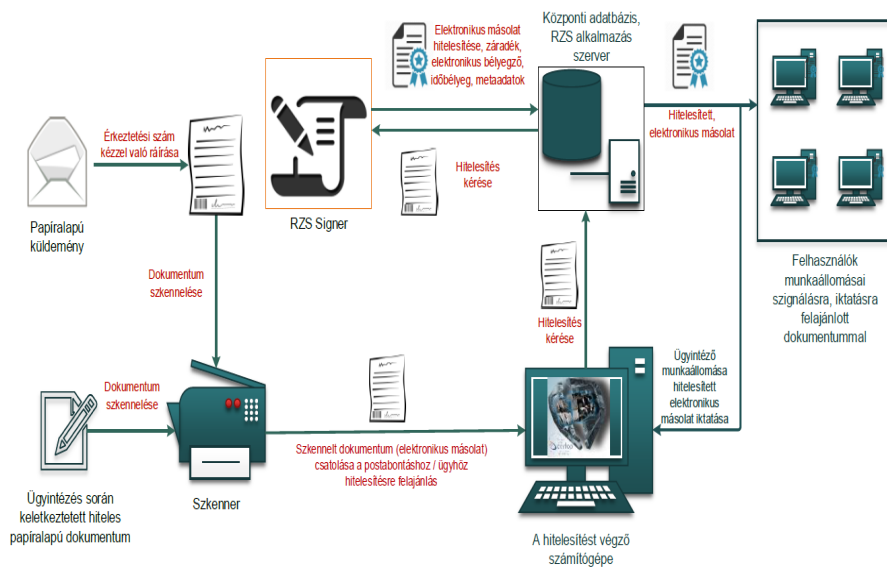 Elektronikus másolat
hitelesítése, záradék,
elektronikus bélyegző,
időbélyeg, metaadatok
Központi adatbázis,
RZS alkalmazás
szerver
Érkeztetési szám
kézzel való ráírása
Hitelesítés
kérése
Hitelesített,
elektronikus másolat
Papíralapú
küldemény
RZS Signer
Felhasználók
munkaállomásai
szignálásra, iktatásra
felajánlott
dokumentummal
Dokumentum
szkennelése
Hitelesítés
kérése
Ügyintéző
munkaállomása
hitelesített
elektronikus
másolat iktatása
Dokumentum
szkennelése
Szkennelt dokumentum (elektronikus másolat)
csatolása a postabontáshoz / ügyhöz
hitelesítésre felajánlás
Szkenner
Ügyintézés során
keletkeztetett hiteles
papíralapú dokumentum
A hitelesítést végző
számítógépe